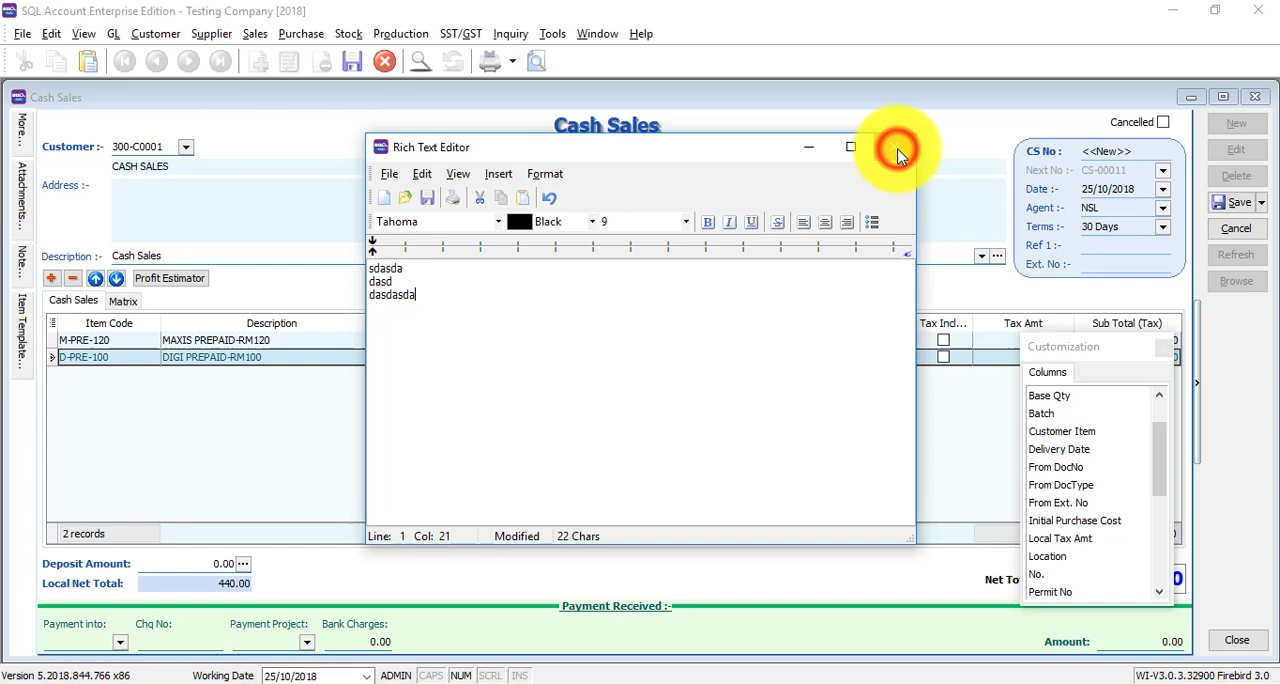 SQL Account Enterprise Edition - Testing Company [2018]
File Edit View GL Customer Supplier Sales Purchase Stock Production SST/GST Inquiry Tools Window Help
Cash Sales
More...
Attachments...
Note...
Item Template...
Cash Sales
Cancelled
Customer :- 300-C0001
CASH SALES
Address :-
CS No : <<New>>
Next No :- CS-00011
Date :- 25/10/2018
Agent :- NSL
Terms :- 30 Days
Ref 1 :-
Ext. No :-
New
Edit
Delete
Save
Cancel
Refresh
Browse
Description :- Cash Sales
Profit Estimator
Cash Sales Matrix
Item Code Description Tax Incl... Tax Amt Sub Total (Tax)
M-PRE-120 MAXIS PREPAID-RM120
D-PRE-100 DIGI PREPAID-RM100
2 records
Rich Text Editor
File Edit View Insert Format
Tahoma Black 9 B I U S
sdasda
dasd
dasdasda
Line: 1 Col: 21 Modified 22 Chars
Customization
Columns
Base Qty
Batch
Customer Item
Delivery Date
From DocNo
From DocType
From Ext. No
Initial Purchase Cost
Local Tax Amt
Location
No.
Permit No
Deposit Amount: 0.00
Local Net Total: 440.00
Net To
0
Payment Received :-
Payment into: Chq No: Payment Project: Bank Charges:
0.00
Amount: 0.00
Close
Version 5.2018.844.766 x86 Working Date 25/10/2018 ADMIN CAPS NUM SCRL INS WI-V3.0.3.32900 Firebird 3.0